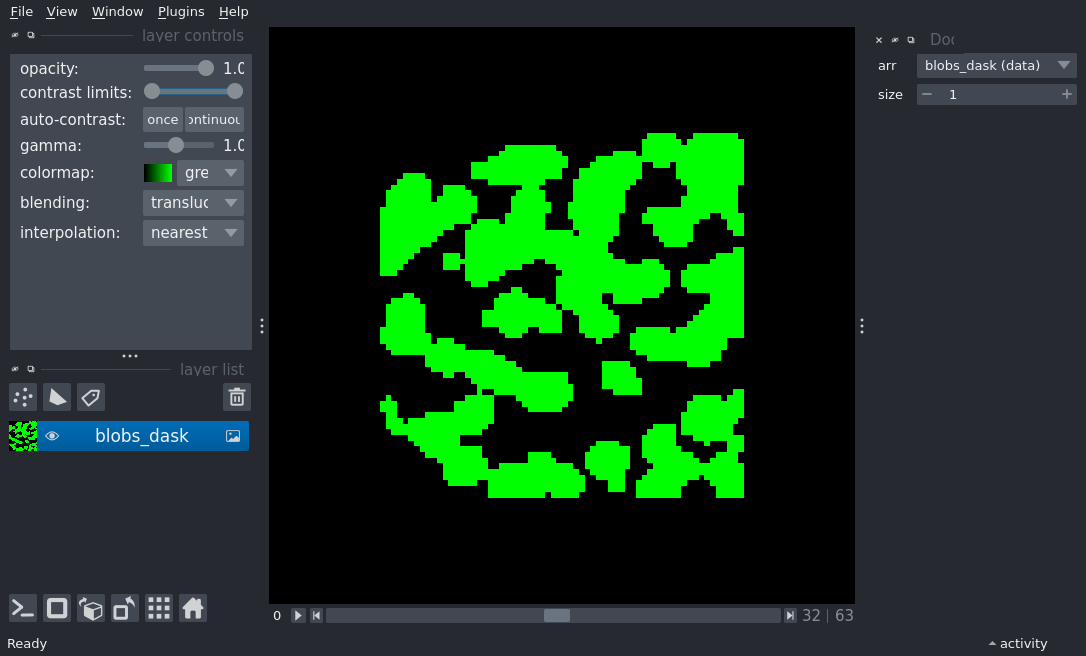 File View Window Plugins Help
layer controls
opacity: 1.0
contrast limits:
auto-contrast: once ontinuou
gamma: 1.0
colormap: gre
blending: transluc
interpolation: nearest
layer list
blobs_dask
0 32 | 63
Ready
Doc
arr blobs_dask (data)
size 1
activity